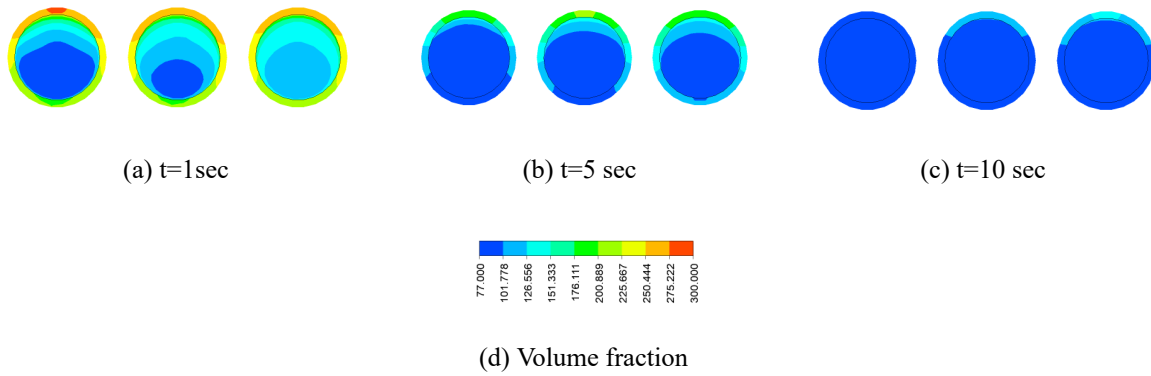 (a) t=1sec
(b) t=5 sec
(c) t=10 sec
77.000
101.778
126.556
151.333
176.111
200.889
225.667
250.444
275.222
300.000
(d) Volume fraction